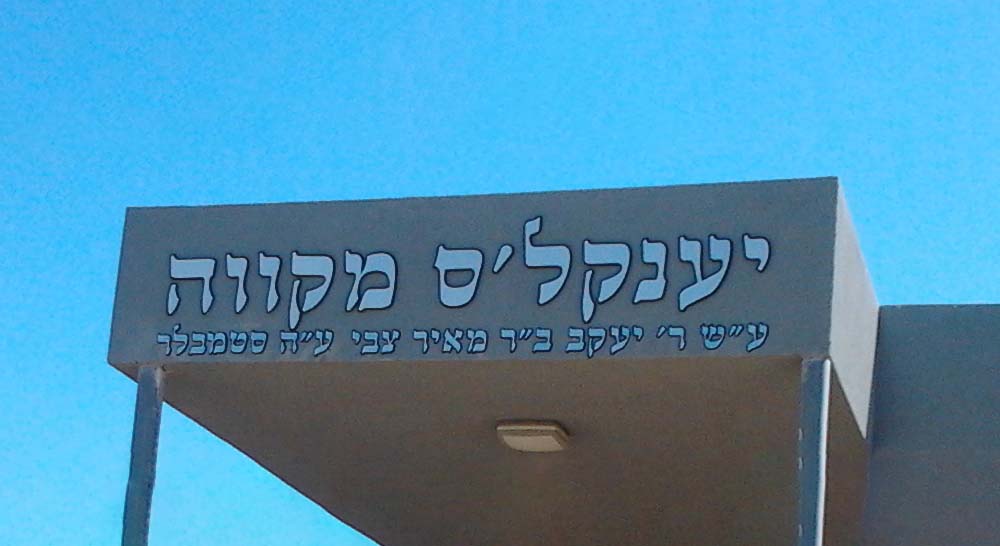 יענקל'ס מקווה
ע"ש ר' יעקב ב"ר מאיר צבי ע"ה סטמבלר